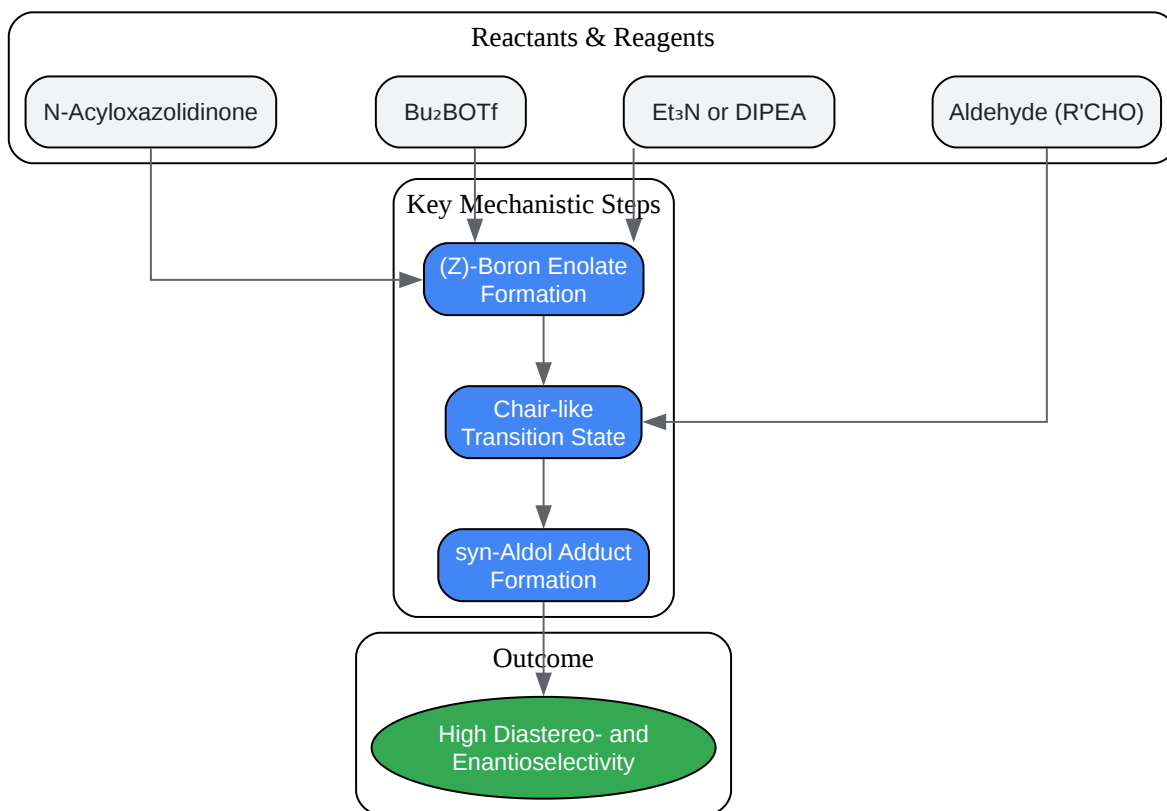 Reactants & Reagents
N-Acyloxazolidinone
Bu₂BOTf
Et₃N or DIPEA
Aldehyde (R'CHO)
Key Mechanistic Steps
(Z)-Boron Enolate
Formation
Chair-like
Transition State
syn-Aldol Adduct
Formation
Outcome
High Diastereo- and
Enantioselectivity